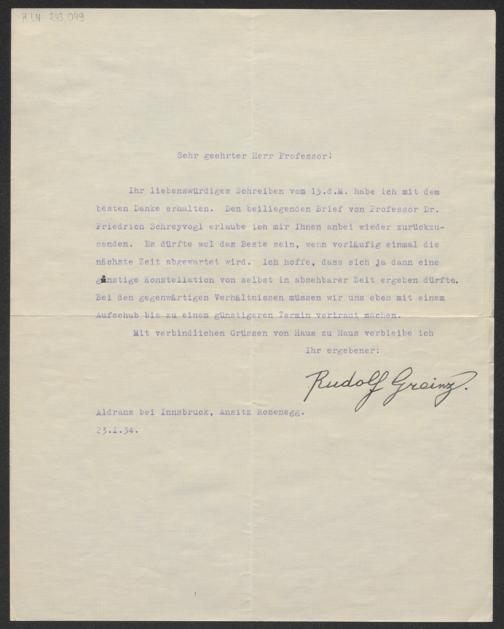 H.I.N. 243 049
Sehr geehrter Herr Professor!
Ihr liebenswürdiges Schreiben vom 19.d.M. habe ich mit dem
besten Danke erhalten. Den beiliegenden Brief von Professor Dr.
Friedrich Schreyvogl erlaube ich mir Ihnen anbei wieder zurückzu-
senden. Es dürfte wol das Beste sein, wenn vorläufig einmal die
nächste Zeit abgewartet wird. Ich hoffe, dass sich ja dann eine
günstige Konstellation von selbst in absehbarer Zeit ergeben dürfte.
Bei den gegenwärtigen Verhältnissen müssen wir uns eben mit einem
Aufschub bis zu einem günstigeren Termin vertraut machen.
Mit verbindlichen Grüssen von Haus zu Haus verbleibe ich
Ihr ergebener:
Rudolf Greinz.
Aldrans bei Innsbruck, Ansitz Rosenegg.
23.1.34.